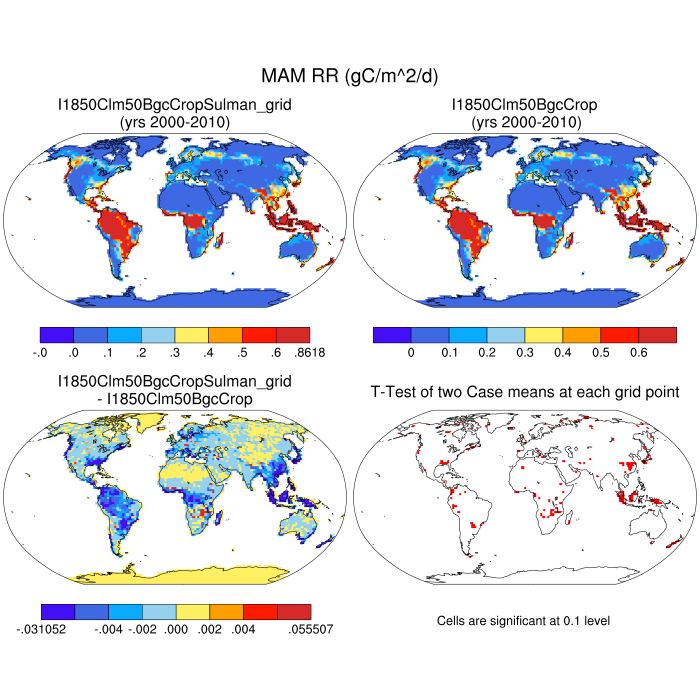 MAM RR (gC/m^2/d)
I1850Clm50BgcCropSulman_grid
(yrs 2000-2010)
I1850Clm50BgcCrop
(yrs 2000-2010)
-.0 .0 .1 .2 .3 .4 .5 .6 .8618
0 0.1 0.2 0.3 0.4 0.5 0.6
I1850Clm50BgcCropSulman_grid
- I1850Clm50BgcCrop
T-Test of two Case means at each grid point
-.031052 -.004 -.002 .000 .002 .004 .055507
Cells are significant at 0.1 level